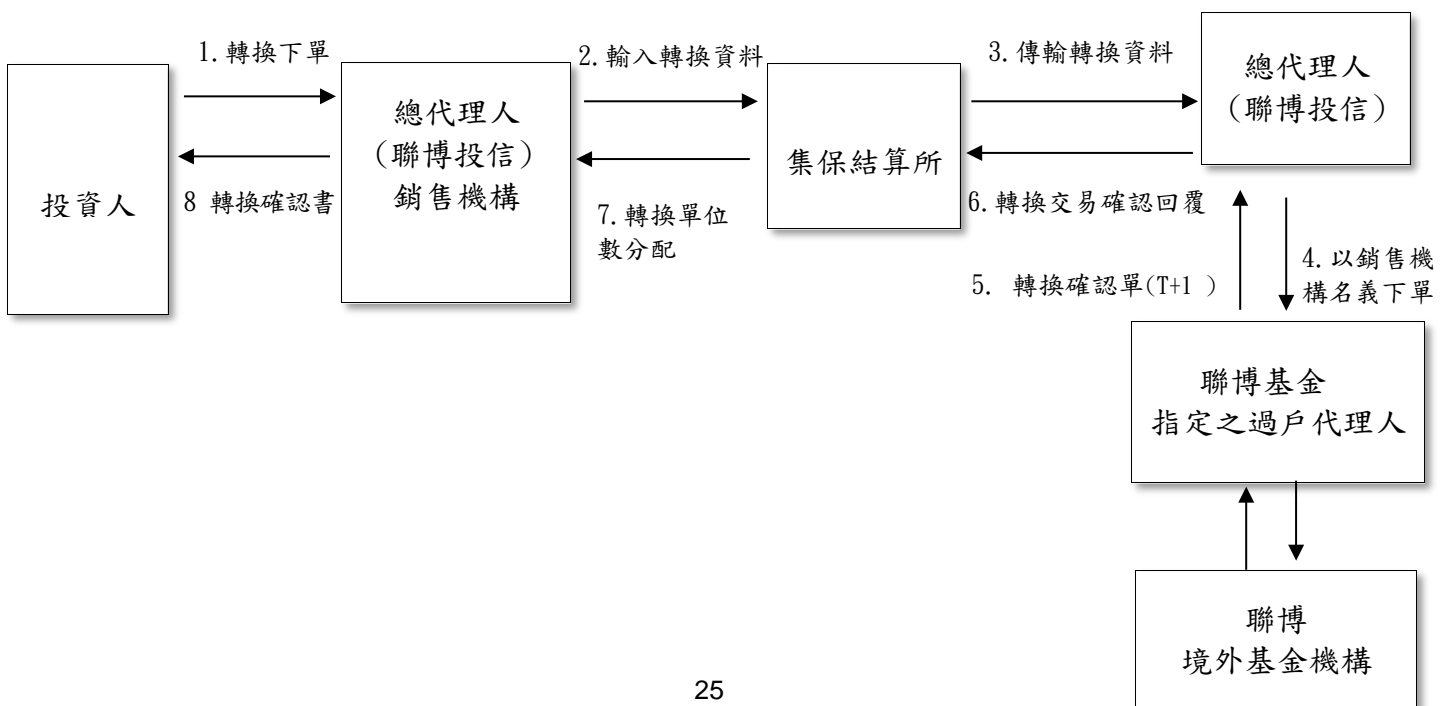 1.轉換下單
2.輸入轉換資料
3.傳輸轉換資料
總代理人
（聯博投信）
總代理人
（聯博投信）
銷售機構
集保結算所
投資人
8 轉換確認書
7.轉換單位
數分配
6.轉換交易確認回覆
5. 轉換確認單(T+1 )
4.以銷售機
構名義下單
聯博基金
指定之過戶代理人
聯博
境外基金機構
25